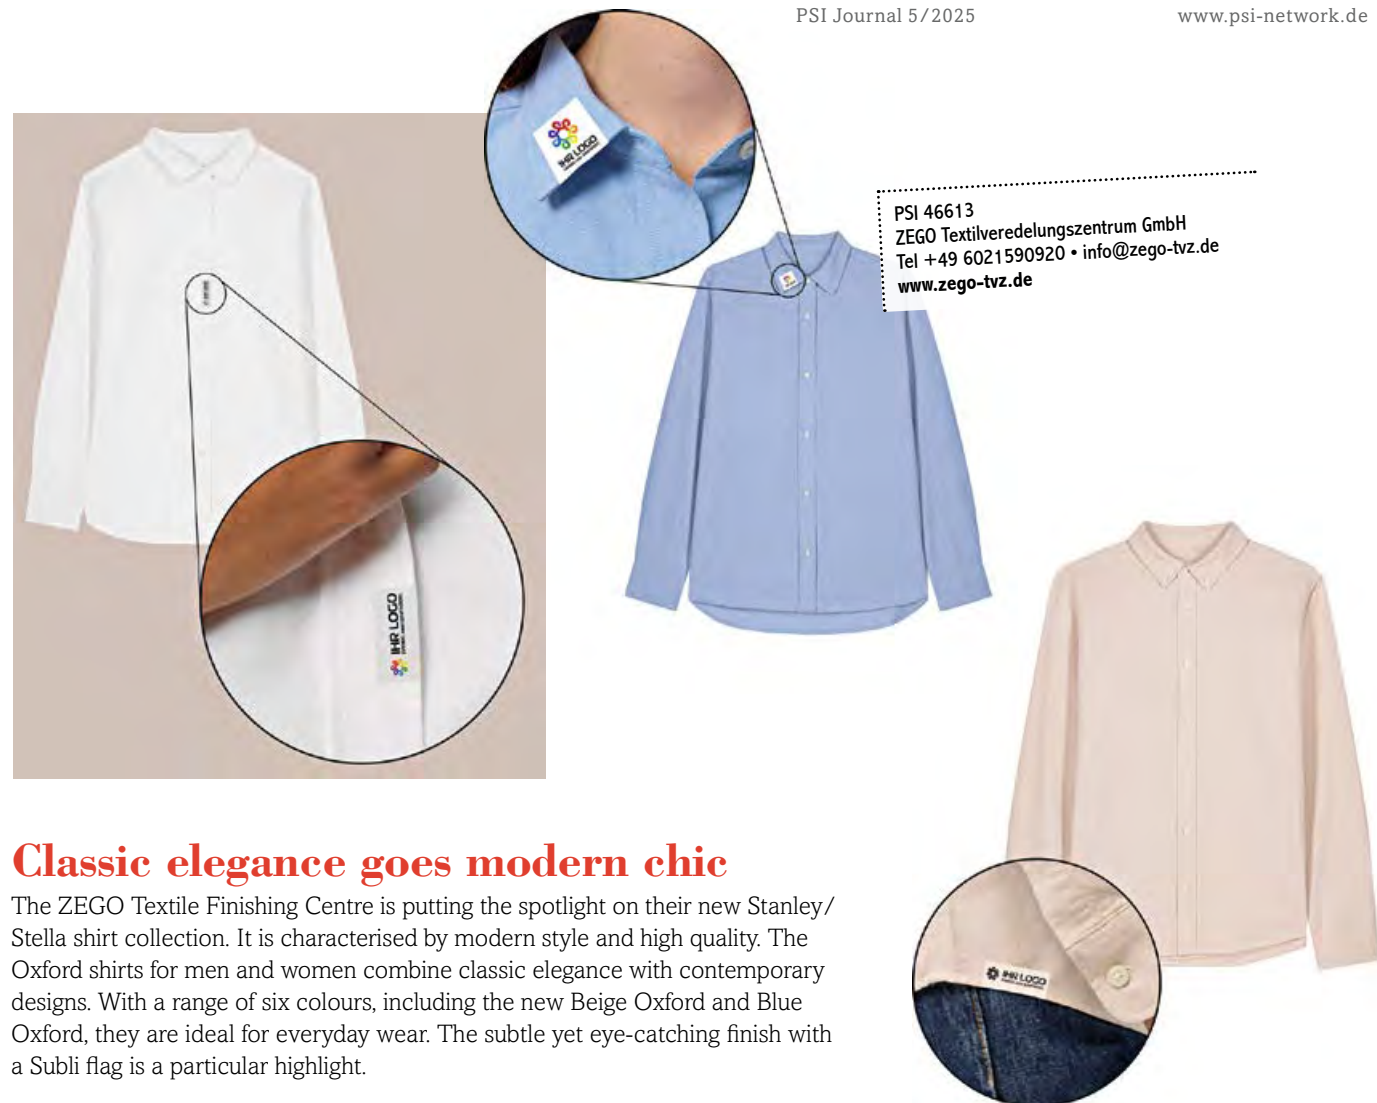 PSI Journal 5/2025
www.psi-network.de
IHR LOGO
PSI 46613
ZEGO Textilveredelungszentrum GmbH
Tel +49 6021590920 • info@zego-tvz.de
www.zego-tvz.de
IHR LOGO
Classic elegance goes modern chic
The ZEGO Textile Finishing Centre is putting the spotlight on their new Stanley/
Stella shirt collection. It is characterised by modern style and high quality. The
Oxford shirts for men and women combine classic elegance with contemporary
designs. With a range of six colours, including the new Beige Oxford and Blue
Oxford, they are ideal for everyday wear. The subtle yet eye-catching finish with
a Subli flag is a particular highlight.
IHR LOGO